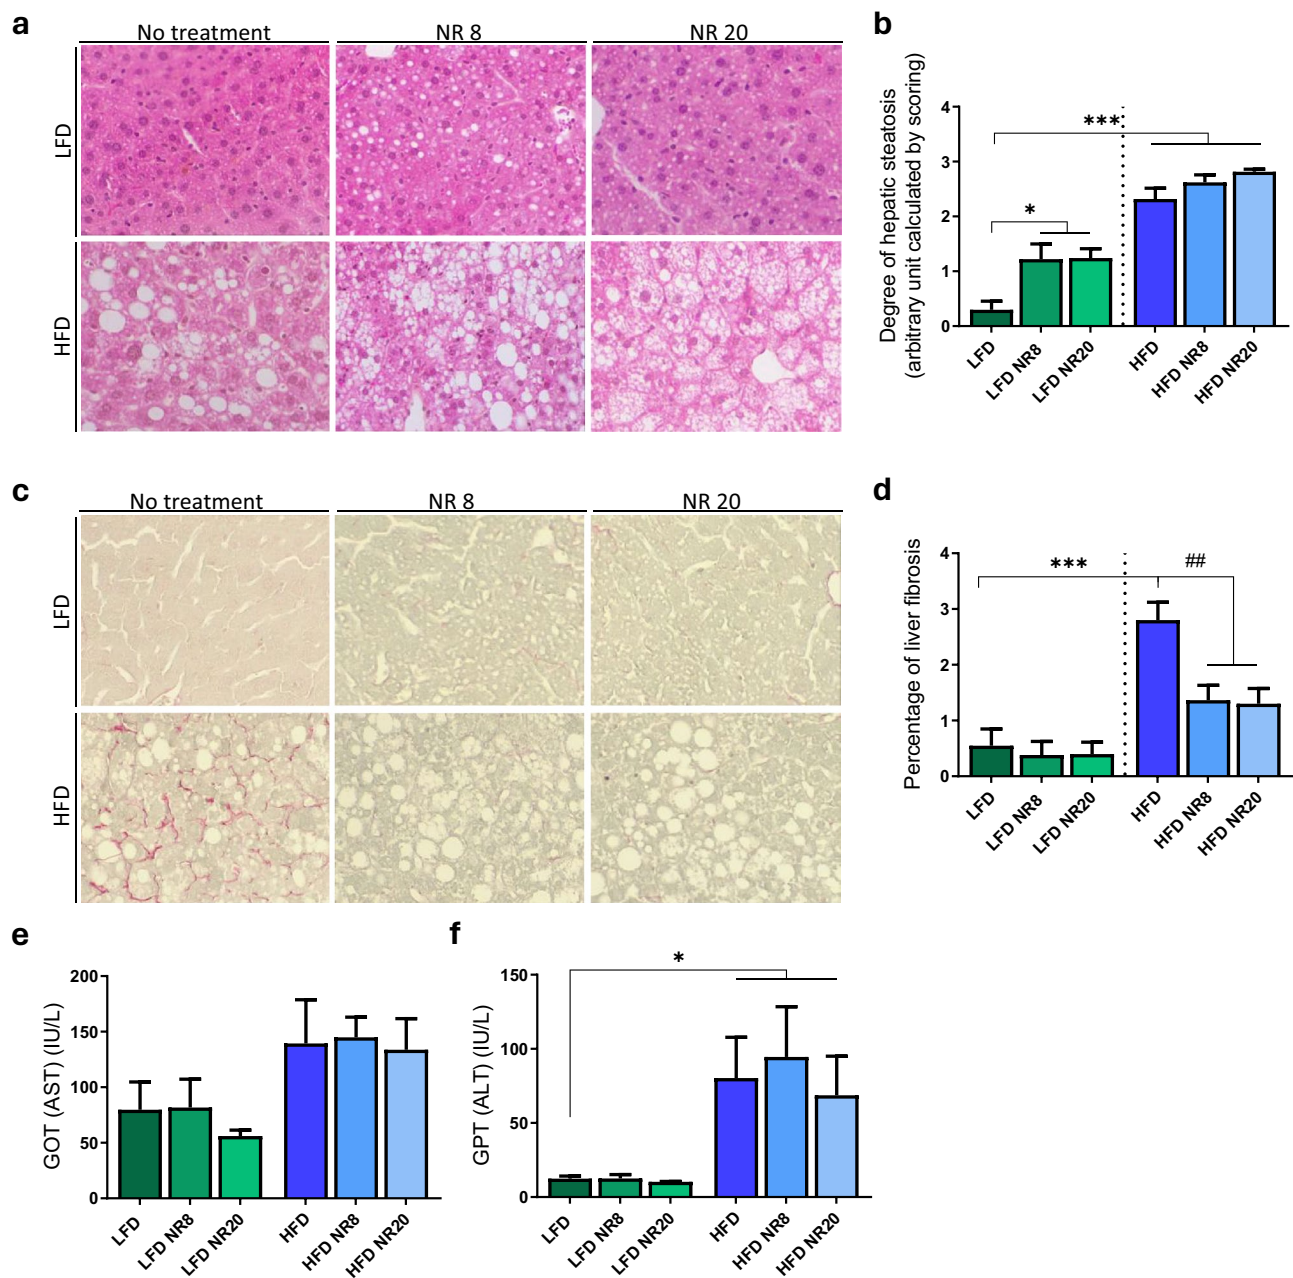 a
No treatment
NR 8
NR 20
LFD
HFD
b
Degree of hepatic steatosis
(arbitrary unit calculated by scoring)
4
3
2
1
0
***
*
LFD
LFD NR8
LFD NR20
HFD
HFD NR8
HFD NR20
c
No treatment
NR 8
NR 20
LFD
HFD
d
Percentage of liver fibrosis
4
3
2
1
0
***
##
LFD
LFD NR8
LFD NR20
HFD
HFD NR8
HFD NR20
e
GOT (AST) (IU/L)
200
150
100
50
0
LFD
LFD NR8
LFD NR20
HFD
HFD NR8
HFD NR20
f
GPT (ALT) (IU/L)
150
100
50
0
*
LFD
LFD NR8
LFD NR20
HFD
HFD NR8
HFD NR20